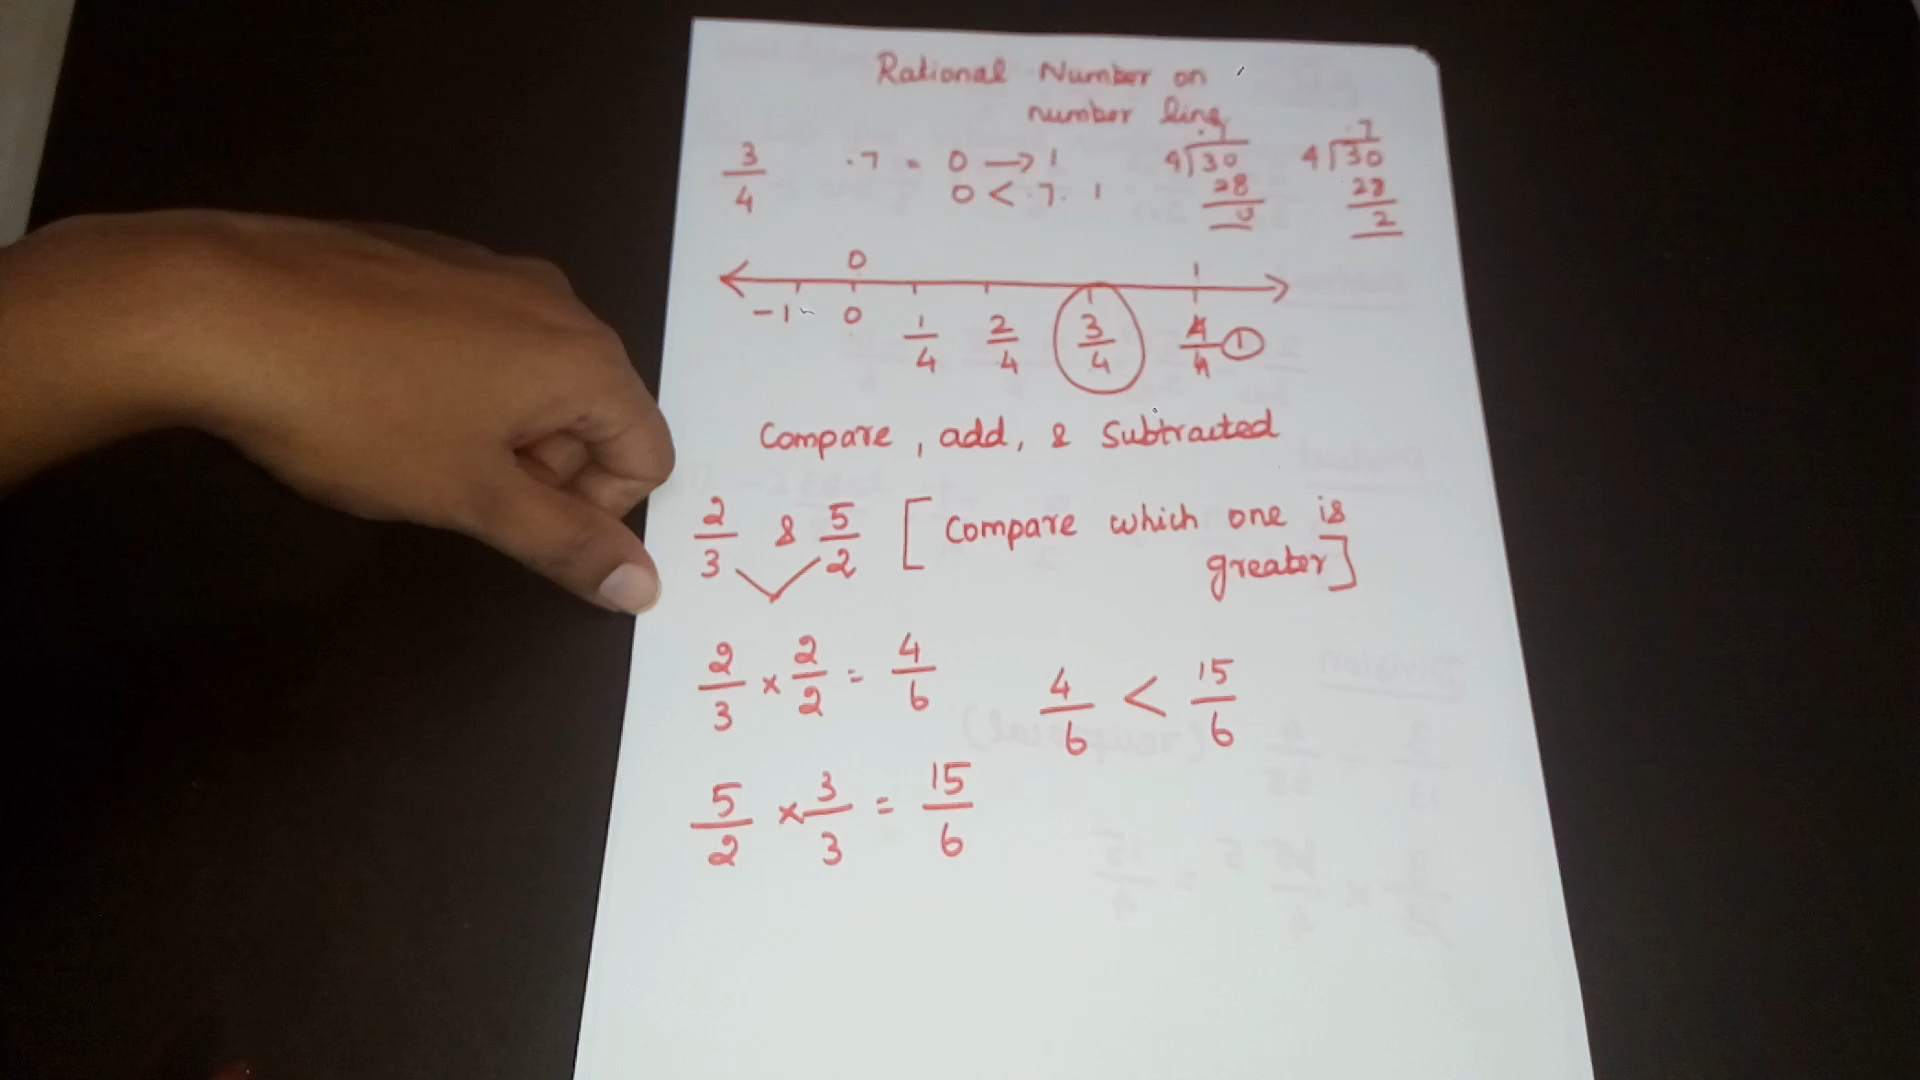 Rational Number on
number line
3/4 .7 = 0 → 1 4)30 .7 4)30 .7
0 < .7. 1 28 28
0 2
0 1
-1 0 1/4 2/4 3/4 4/4 1
Compare, add, & Subtracted
2/3 & 5/2 [Compare which one is
greater]
2/3 × 2/2 = 4/6 4/6 < 15/6
5/2 × 3/3 = 15/6